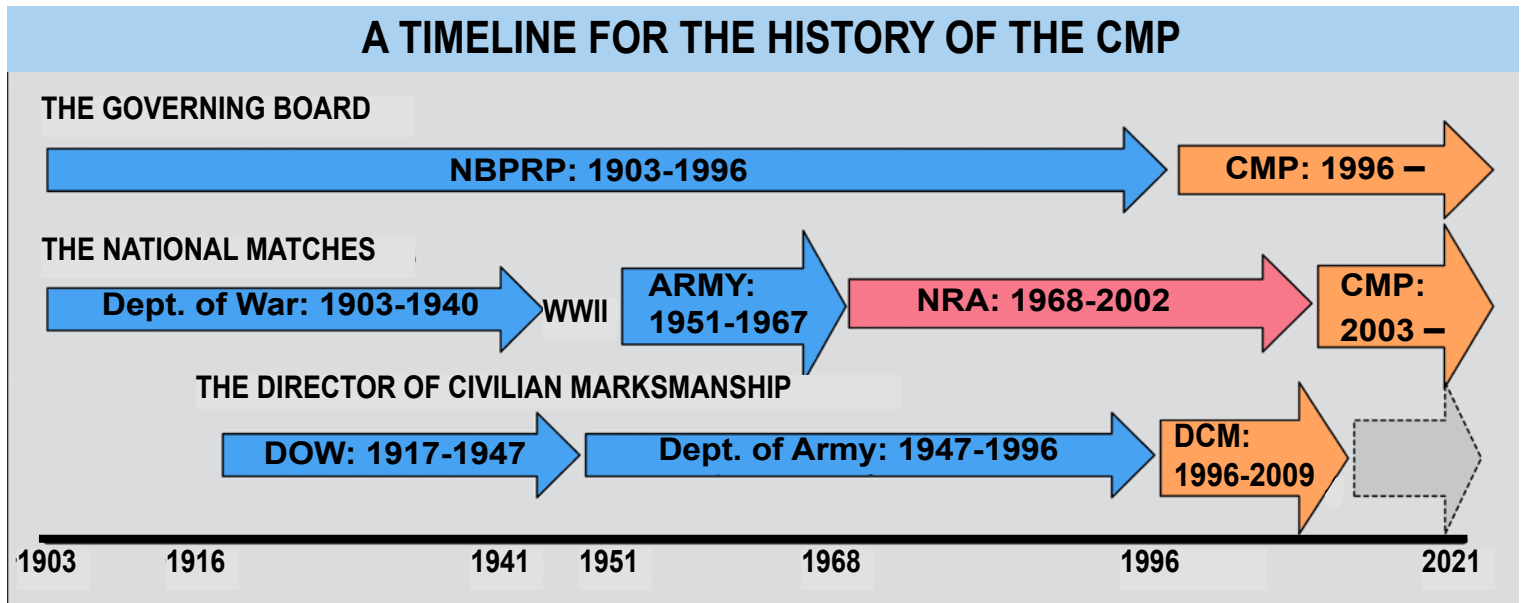 A TIMELINE FOR THE HISTORY OF THE CMP
THE GOVERNING BOARD
NBPRP: 1903-1996
CMP: 1996 –
THE NATIONAL MATCHES
Dept. of War: 1903-1940
WWII
ARMY:
1951-1967
NRA: 1968-2002
CMP:
2003 –
THE DIRECTOR OF CIVILIAN MARKSMANSHIP
DOW: 1917-1947
Dept. of Army: 1947-1996
DCM:
1996-2009
1903 1916 1941 1951 1968 1996 2021